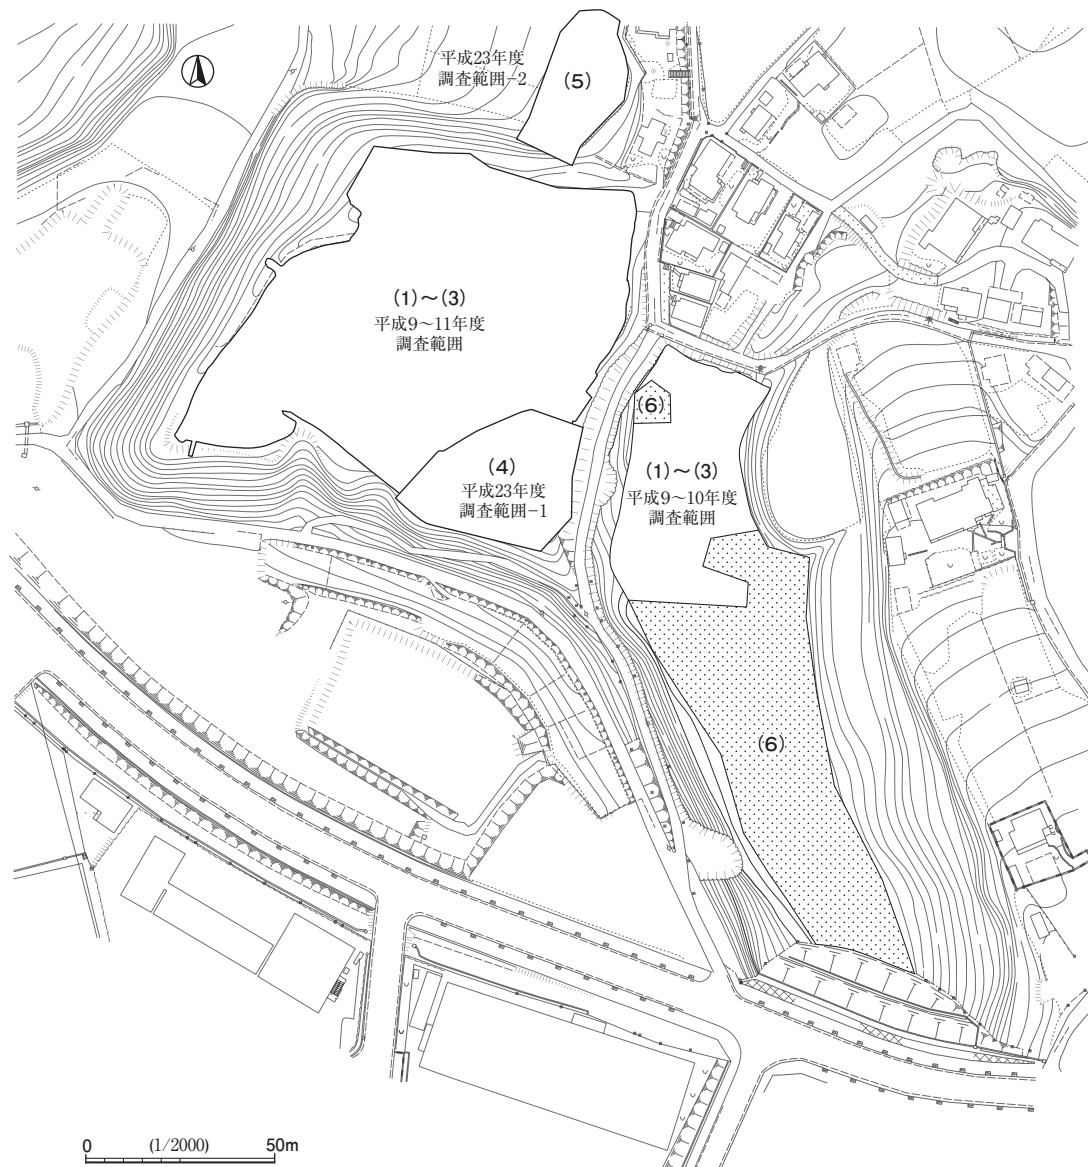 平成23年度
調査範囲−2
(5)
(1)～(3)
平成9～11年度
調査範囲
(6)
(4)
平成23年度
調査範囲−1
(1)～(3)
平成9～10年度
調査範囲
(6)
0 (1/2000) 50m